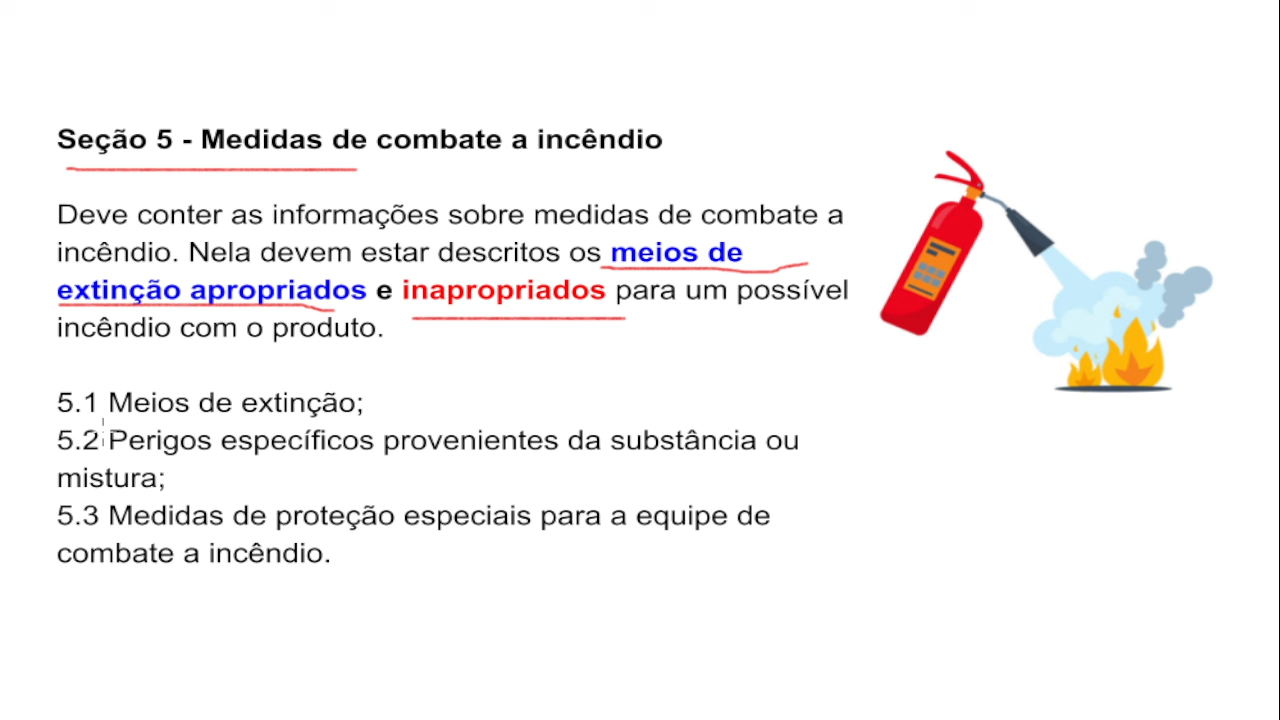 Seção 5 - Medidas de combate a incêndio
Deve conter as informações sobre medidas de combate a
incêndio. Nela devem estar descritos os meios de
extinção apropriados e inapropriados para um possível
incêndio com o produto.
5.1 Meios de extinção;
5.2 Perigos específicos provenientes da substância ou
mistura;
5.3 Medidas de proteção especiais para a equipe de
combate a incêndio.